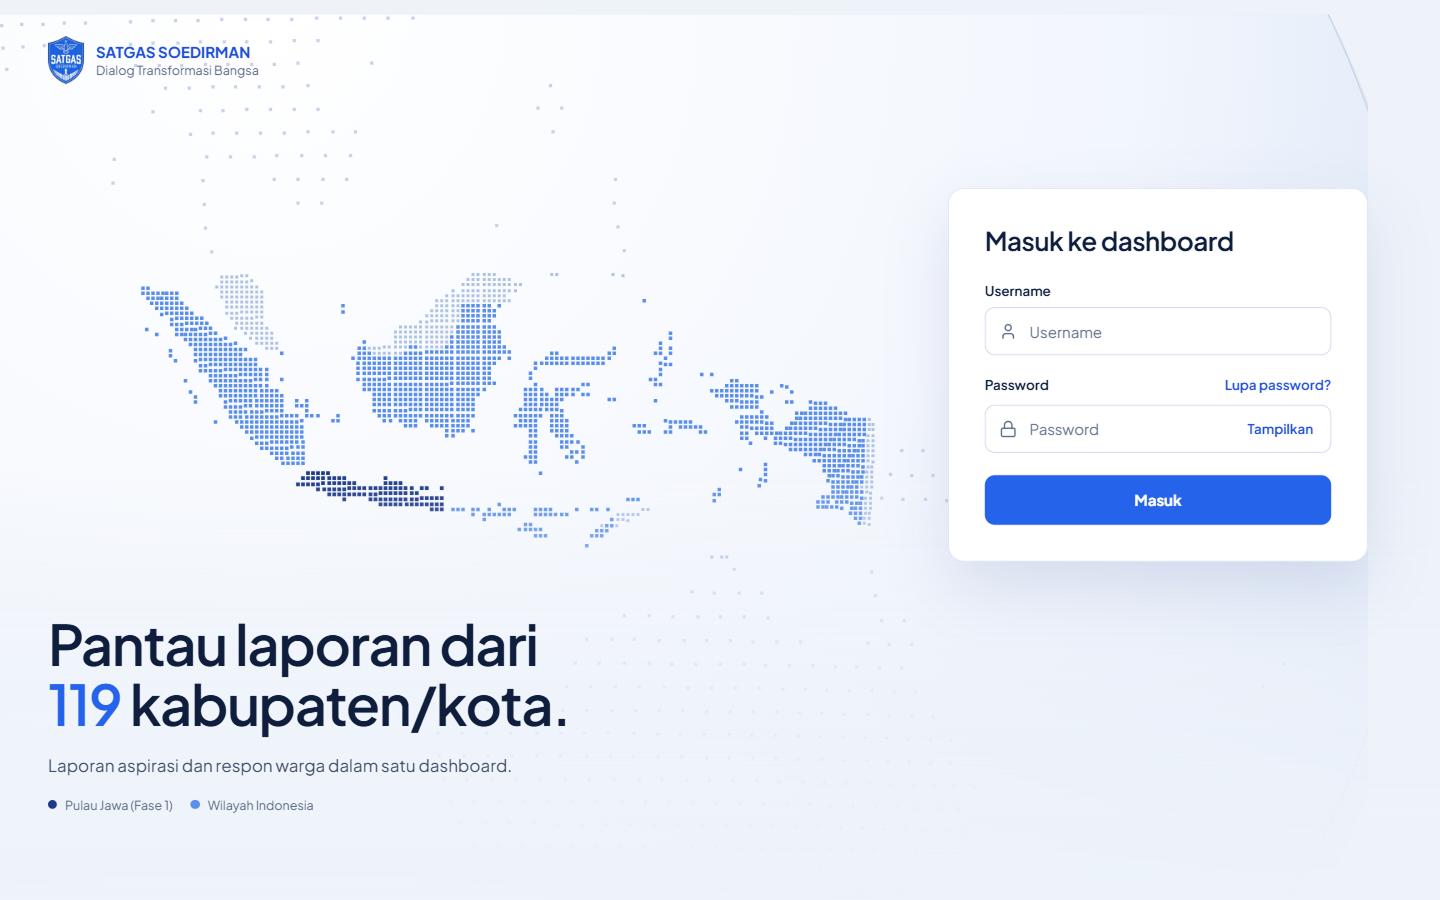 SATGAS
SATGAS SOEDIRMAN
Dialog Transformasi Bangsa
Masuk ke dashboard
Username
Username
Password
Lupa password?
Password
Tampilkan
Masuk
Pantau laporan dari
119 kabupaten/kota.
Laporan aspirasi dan respon warga dalam satu dashboard.
Pulau Jawa (Fase 1)
Wilayah Indonesia